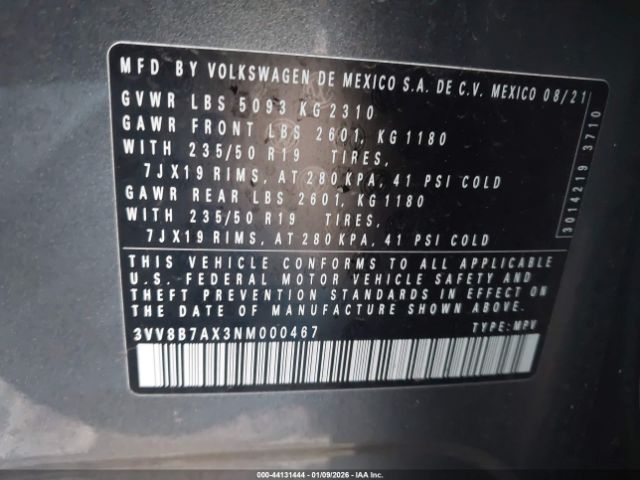 MFD BY VOLKSWAGEN DE MEXICO S.A. DE C.V. MEXICO 08/21
GVWR LBS 5093 KG 2310
GAWR FRONT LBS 2601, KG 1180
WITH 235/50 R19 TIRES,
7JX19 RIMS, AT 280 KPA, 41 PSI COLD
GAWR REAR LBS 2601, KG 1180
WITH 235/50 R19 TIRES,
7JX19 RIMS, AT 280 KPA, 41 PSI COLD
THIS VEHICLE CONFORMS TO ALL APPLICABLE
U.S. FEDERAL MOTOR VEHICLE SAFETY AND
THEFT PREVENTION STANDARDS IN EFFECT ON
THE DATE OF MANUFACTURE SHOWN ABOVE
3VV8B7AX3NM000467 TYPE: MPV
3014219 3710
000-44131444 | 01/09/2026 | IAA Inc.